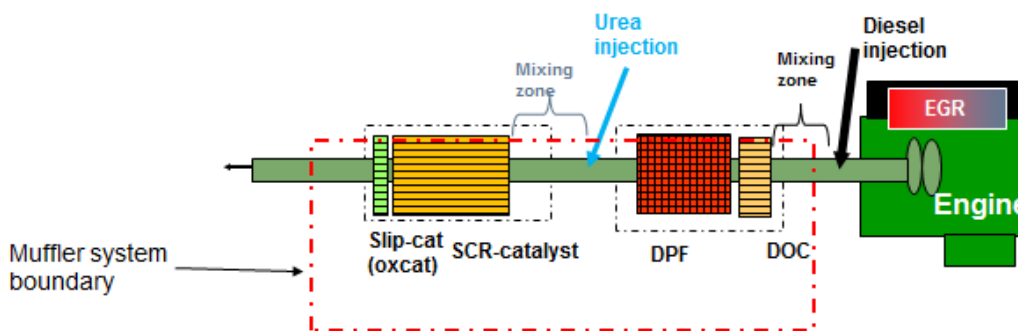 Urea
injection
Diesel
injection
Mixing
zone
Mixing
zone
EGR
Engine
Slip-cat
(oxcat)
SCR-catalyst
DPF
DOC
Muffler system
boundary